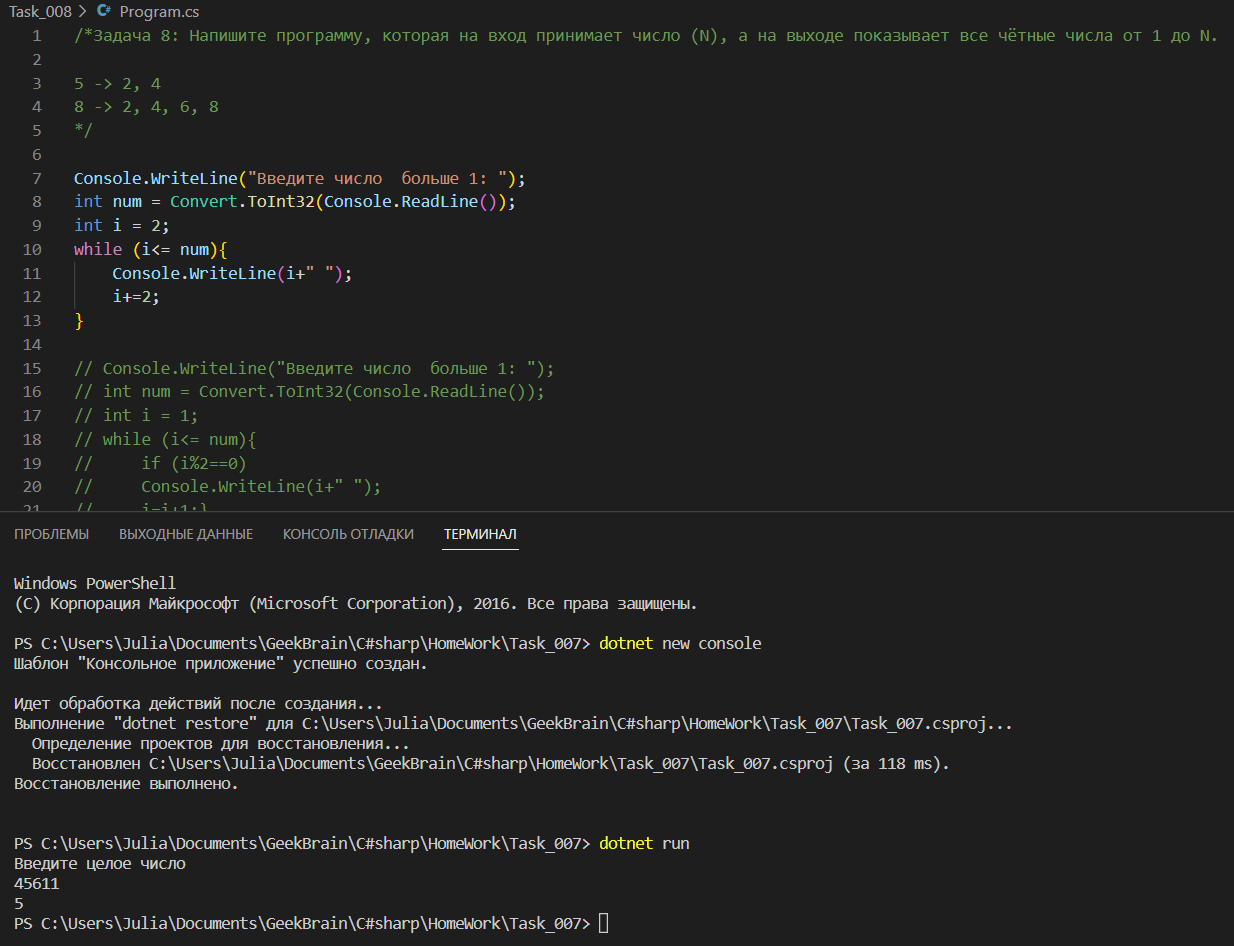 Task_008 > C# Program.cs
1 /*Задача 8: Напишите программу, которая на вход принимает число (N), а на выходе показывает все чётные числа от 1 до N.
2
3 5 -> 2, 4
4 8 -> 2, 4, 6, 8
5 */
6
7 Console.WriteLine("Введите число  больше 1: ");
8 int num = Convert.ToInt32(Console.ReadLine());
9 int i = 2;
10 while (i<= num){
11     Console.WriteLine(i+" ");
12     i+=2;
13 }
14
15 // Console.WriteLine("Введите число  больше 1: ");
16 // int num = Convert.ToInt32(Console.ReadLine());
17 // int i = 1;
18 // while (i<= num){
19 //     if (i%2==0)
20 //     Console.WriteLine(i+" ");
21 //     i=i+1;}
ПРОБЛЕМЫ ВЫХОДНЫЕ ДАННЫЕ КОНСОЛЬ ОТЛАДКИ ТЕРМИНАЛ
Windows PowerShell
(C) Корпорация Майкрософт (Microsoft Corporation), 2016. Все права защищены.
PS C:\Users\Julia\Documents\GeekBrain\C#sharp\HomeWork\Task_007> dotnet new console
Шаблон "Консольное приложение" успешно создан.
Идет обработка действий после создания...
Выполнение "dotnet restore" для C:\Users\Julia\Documents\GeekBrain\C#sharp\HomeWork\Task_007\Task_007.csproj...
  Определение проектов для восстановления...
  Восстановлен C:\Users\Julia\Documents\GeekBrain\C#sharp\HomeWork\Task_007\Task_007.csproj (за 118 ms).
Восстановление выполнено.
PS C:\Users\Julia\Documents\GeekBrain\C#sharp\HomeWork\Task_007> dotnet run
Введите целое число
45611
5
PS C:\Users\Julia\Documents\GeekBrain\C#sharp\HomeWork\Task_007>